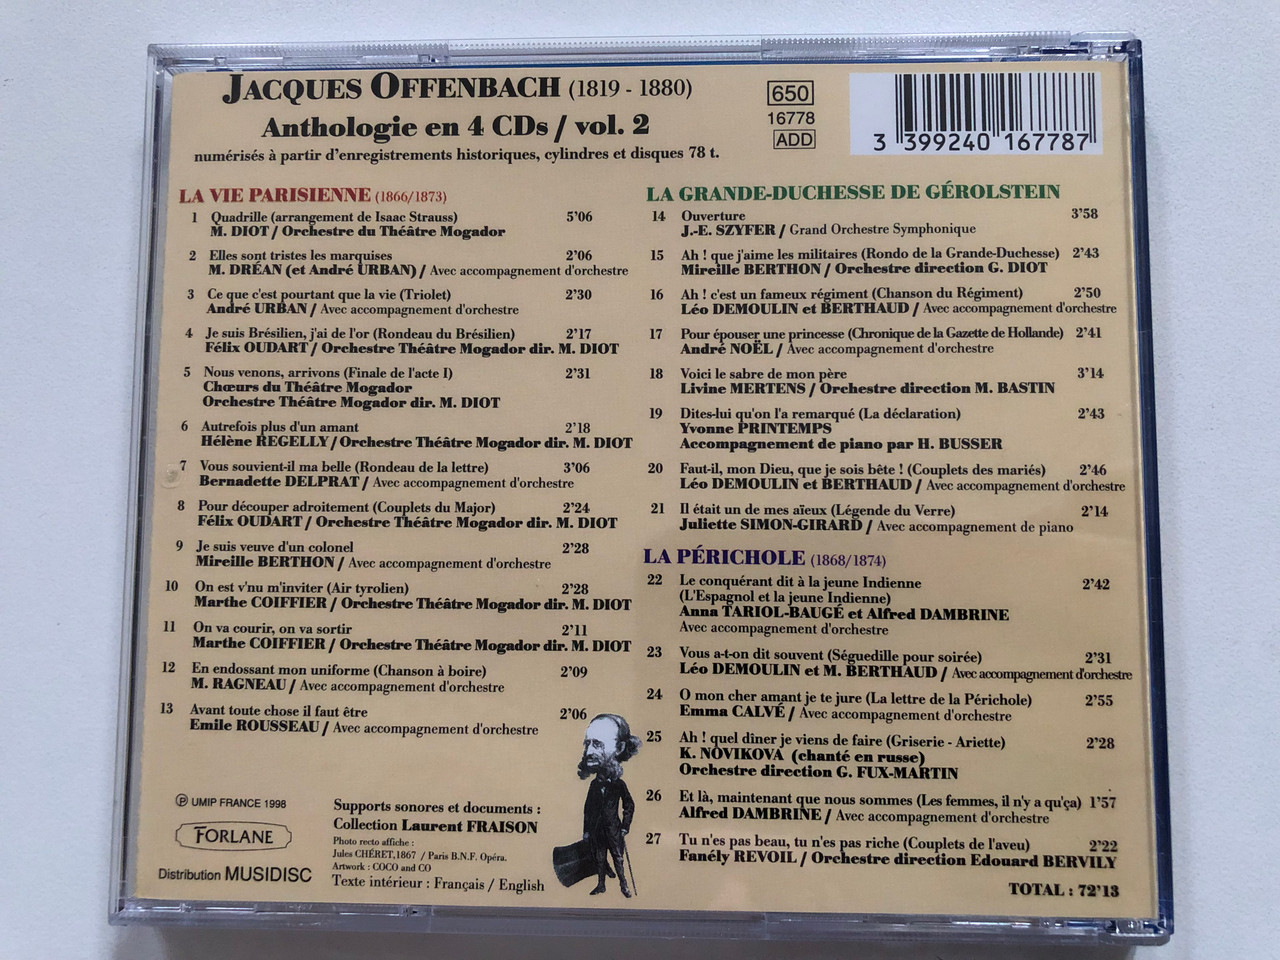 JACQUES OFFENBACH (1819 - 1880)
Anthologie en 4 CDs / vol. 2
numérisés à partir d'enregistrements historiques, cylindres et disques 78 t.
650
16778
ADD
3 399240 167787
LA VIE PARISIENNE (1866/1873)
1 Quadrille (arrangement de Isaac Strauss) 5'06
M. DIOT / Orchestre du Théâtre Mogador
2 Elles sont tristes les marquises 2'06
M. DRÉAN (et André URBAN) / Avec accompagnement d'orchestre
3 Ce que c'est pourtant que la vie (Triolet) 2'30
André URBAN / Avec accompagnement d'orchestre
4 Je suis Brésilien, j'ai de l'or (Rondeau du Brésilien) 2'17
Félix OUDART / Orchestre Théâtre Mogador dir. M. DIOT
5 Nous venons, arrivons (Finale de l'acte I) 2'31
Chœurs du Théâtre Mogador
Orchestre Théâtre Mogador dir. M. DIOT
6 Autrefois plus d'un amant 2'18
Hélène REGELLY / Orchestre Théâtre Mogador dir. M. DIOT
7 Vous souvient-il ma belle (Rondeau de la lettre) 3'06
Bernadette DELPRAT / Avec accompagnement d'orchestre
8 Pour découper adroitement (Couplets du Major) 2'24
Félix OUDART / Orchestre Théâtre Mogador dir. M. DIOT
9 Je suis veuve d'un colonel 2'28
Mireille BERTHON / Avec accompagnement d'orchestre
10 On est v'nu m'inviter (Air tyrolien) 2'28
Marthe COIFFIER / Orchestre Théâtre Mogador dir. M. DIOT
11 On va courir, on va sortir 2'11
Marthe COIFFIER / Orchestre Théâtre Mogador dir. M. DIOT
12 En endossant mon uniforme (Chanson à boire) 2'09
M. RAGNEAU / Avec accompagnement d'orchestre
13 Avant toute chose il faut être 2'06
Emile ROUSSEAU / Avec accompagnement d'orchestre
LA GRANDE-DUCHESSE DE GÉROLSTEIN
14 Ouverture 3'58
J.-E. SZYFER / Grand Orchestre Symphonique
15 Ah ! que j'aime les militaires (Rondo de la Grande-Duchesse) 2'43
Mireille BERTHON / Orchestre direction G. DIOT
16 Ah ! c'est un fameux régiment (Chanson du Régiment) 2'50
Léo DEMOULIN et BERTHAUD / Avec accompagnement d'orchestre
17 Pour épouser une princesse (Chronique de la Gazette de Hollande) 2'41
André NOËL / Avec accompagnement d'orchestre
18 Voici le sabre de mon père 3'14
Livine MERTENS / Orchestre direction M. BASTIN
19 Dites-lui qu'on l'a remarqué (La déclaration) 2'43
Yvonne PRINTEMPS
Accompagnement de piano par H. BUSSER
20 Faut-il, mon Dieu, que je sois bête ! (Couplets des mariés) 2'46
Léo DEMOULIN et BERTHAUD / Avec accompagnement d'orchestre
21 Il était un de mes aïeux (Légende du Verre) 2'14
Juliette SIMON-GIRARD / Avec accompagnement de piano
LA PÉRICHOLE (1868/1874)
22 Le conquérant dit à la jeune Indienne 2'42
(L'Espagnol et la jeune Indienne)
Anna TARIOL-BAUGÉ et Alfred DAMBRINE
Avec accompagnement d'orchestre
23 Vous a-t-on dit souvent (Séguedille pour soirée) 2'31
Léo DEMOULIN et M. BERTHAUD / Avec accompagnement d'orchestre
24 O mon cher amant je te jure (La lettre de la Périchole) 2'55
Emma CALVÉ / Avec accompagnement d'orchestre
25 Ah ! quel dîner je viens de faire (Griserie - Ariette) 2'28
K. NOVIKOVA (chanté en russe)
Orchestre direction G. FUX-MARTIN
26 Et là, maintenant que nous sommes (Les femmes, il n'y a qu'ça) 1'57
Alfred DAMBRINE / Avec accompagnement d'orchestre
27 Tu n'es pas beau, tu n'es pas riche (Couplets de l'aveu) 2'22
Fanély REVOIL / Orchestre direction Edouard BERVILY
TOTAL : 72'13
℗ UMIP FRANCE 1998
FORLANE
Distribution MUSIDISC
Supports sonores et documents :
Collection Laurent FRAISON
Photo recto affiche :
Jules CHÉRET,1867 / Paris B.N.F. Opéra.
Artwork : COCO and CO
Texte intérieur : Français / English